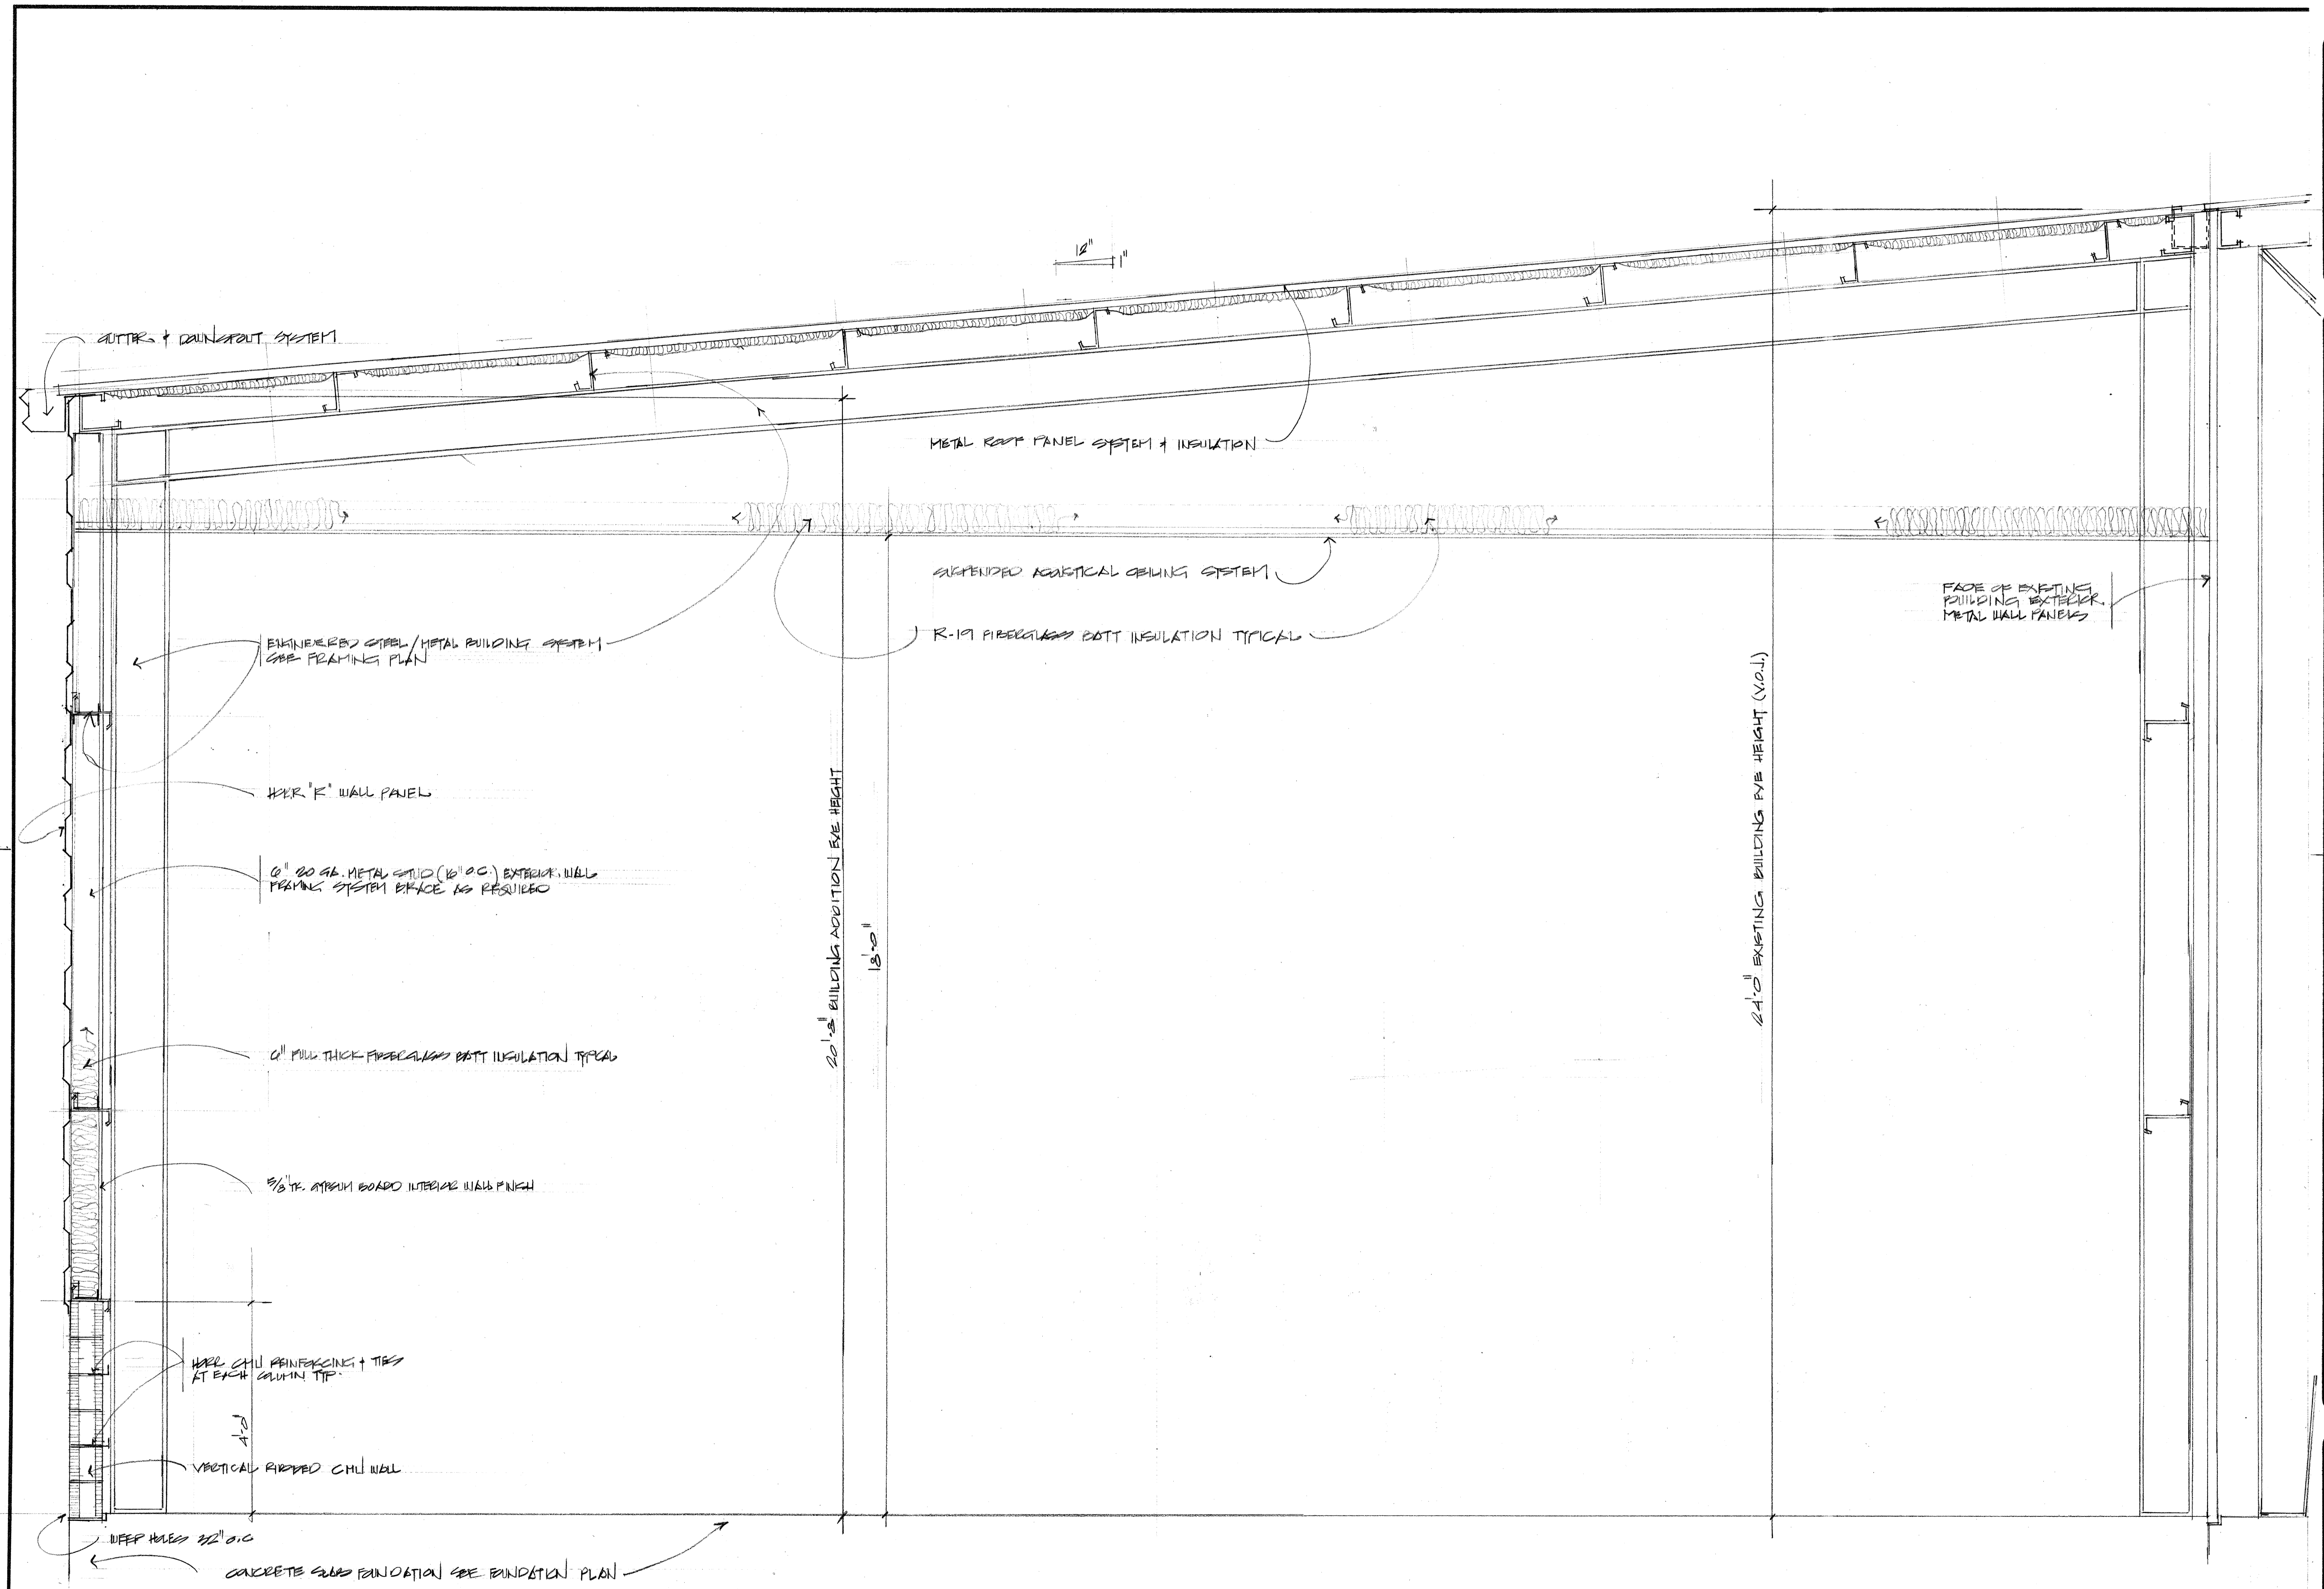 12"
1"
GUTTER & DOWNSPOUT SYSTEM
METAL ROOF PANEL SYSTEM & INSULATION
SUSPENDED ACOUSTICAL CEILING SYSTEM
R-19 FIBERGLASS BATT INSULATION TYPICAL
FACE OF EXISTING
BUILDING EXTERIOR
METAL WALL PANELS
ENGINEERED STEEL/METAL BUILDING SYSTEM
SEE FRAMING PLAN
HORR "R" WALL PANEL
6" 20 GA. METAL STUD (16" O.C.) EXTERIOR WALL
FRAMING SYSTEM BRACE AS REQUIRED
20'-8" BUILDING ADDITION EVE HEIGHT
18'-0"
24'-0" EXISTING BUILDING EVE HEIGHT (V.O.J.)
6" FULL THICK FIBERGLASS BATT INSULATION TYPICAL
5/8" TK. GYPSUM BOARD INTERIOR WALL FINISH
CMU REINFORCING & TIES
AT EACH COLUMN TYP.
4'-0
VERTICAL RIBBED CMU WALL
WEEP HOLES 32" O.C
CONCRETE SLAB FOUNDATION SEE FOUNDATION PLAN